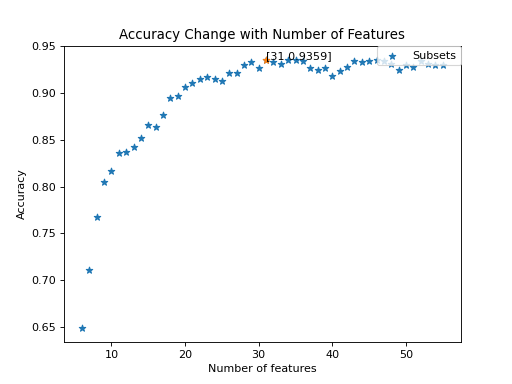 Accuracy Change with Number of Features
0.95
[31,0.9359]
Subsets
0.90
0.85
0.80
0.75
0.70
0.65
Accuracy
10 20 30 40 50
Number of features